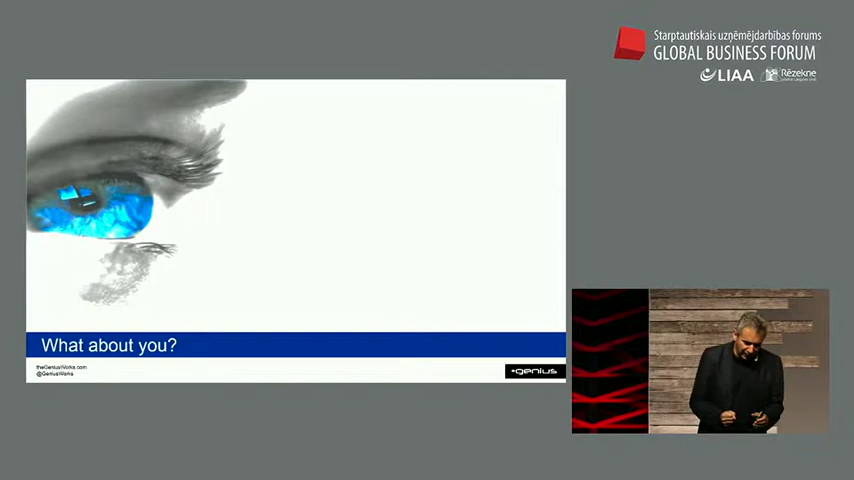 Starptautiskais uzņēmējdarbības forums
GLOBAL BUSINESS FORUM
LIAA
Rēzekne
What about you?
theGeniusWorks.com
@GeniusWorks
genius